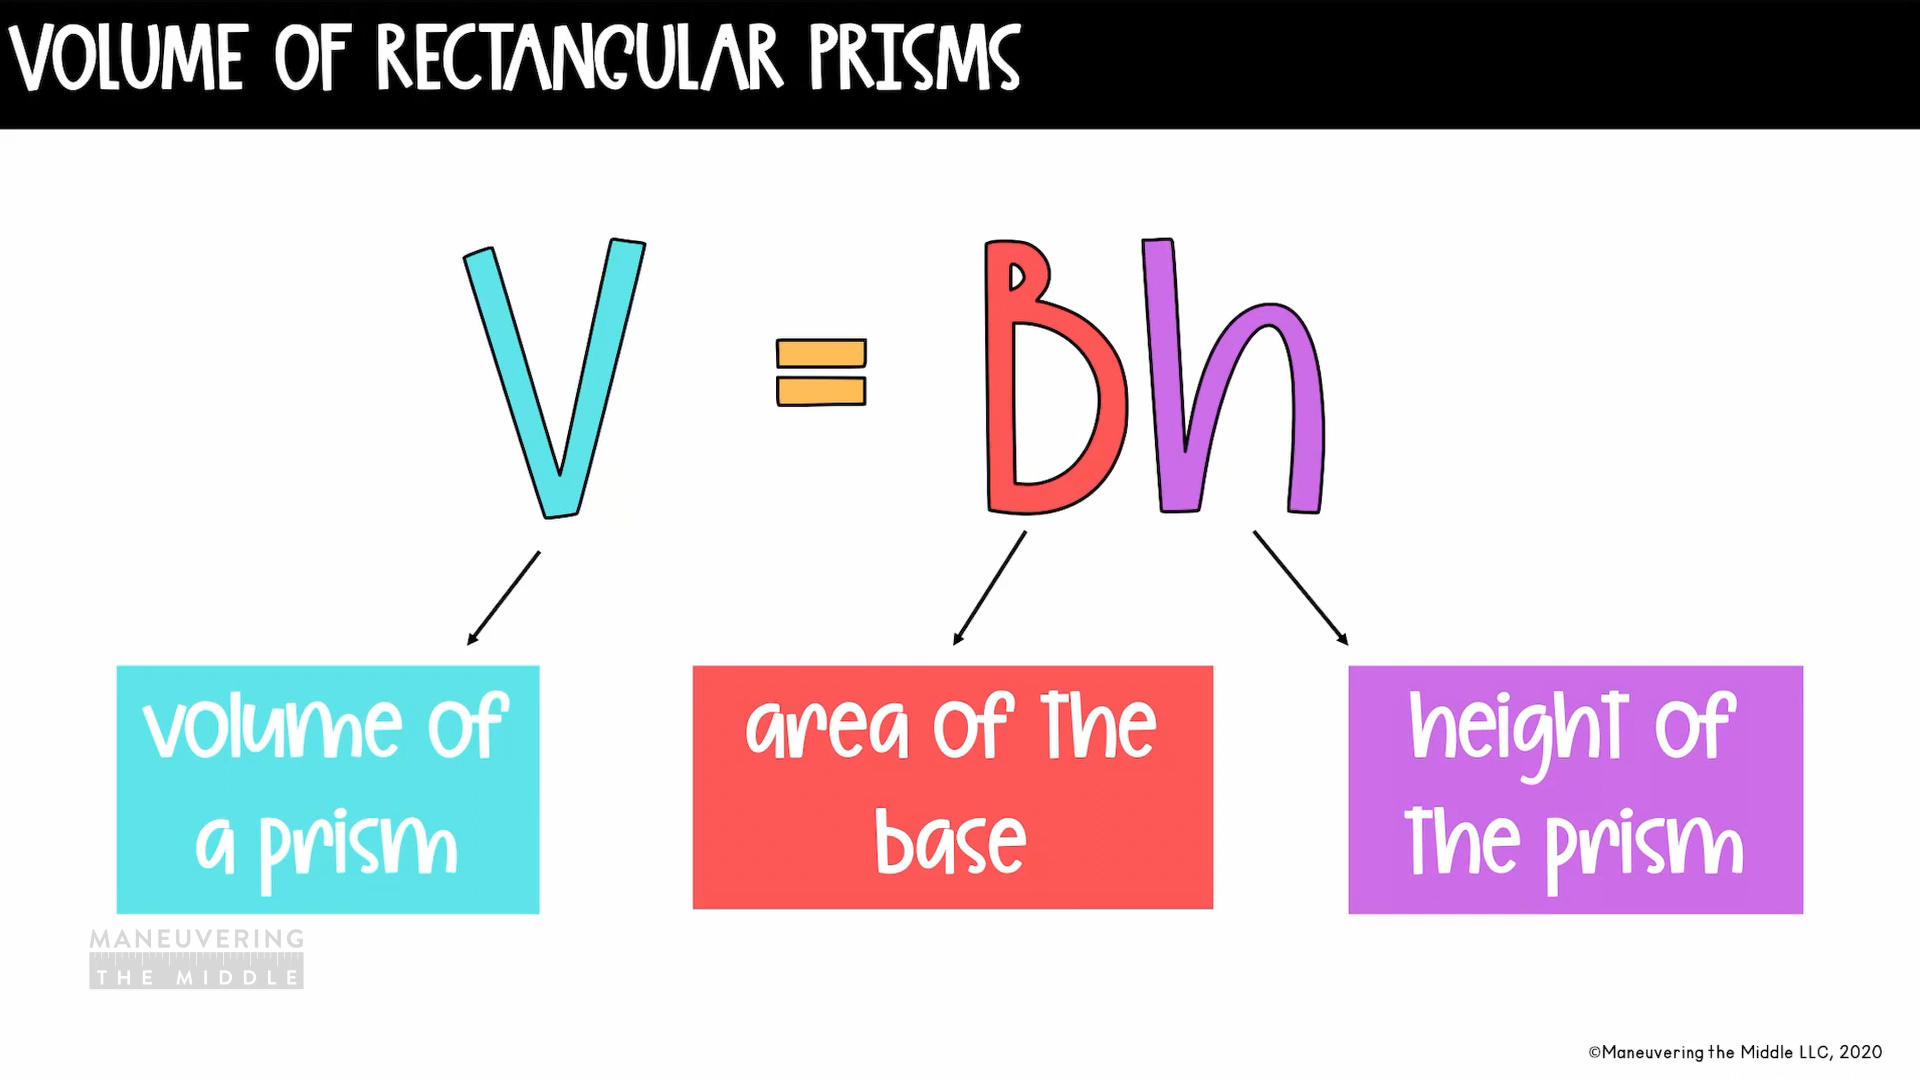 VOLUME OF RECTANGULAR PRISMS
V = Bh
volume of
a prism
area of the
base
height of
the prism
MANEUVERING
THE MIDDLE
©Maneuvering the Middle LLC, 2020